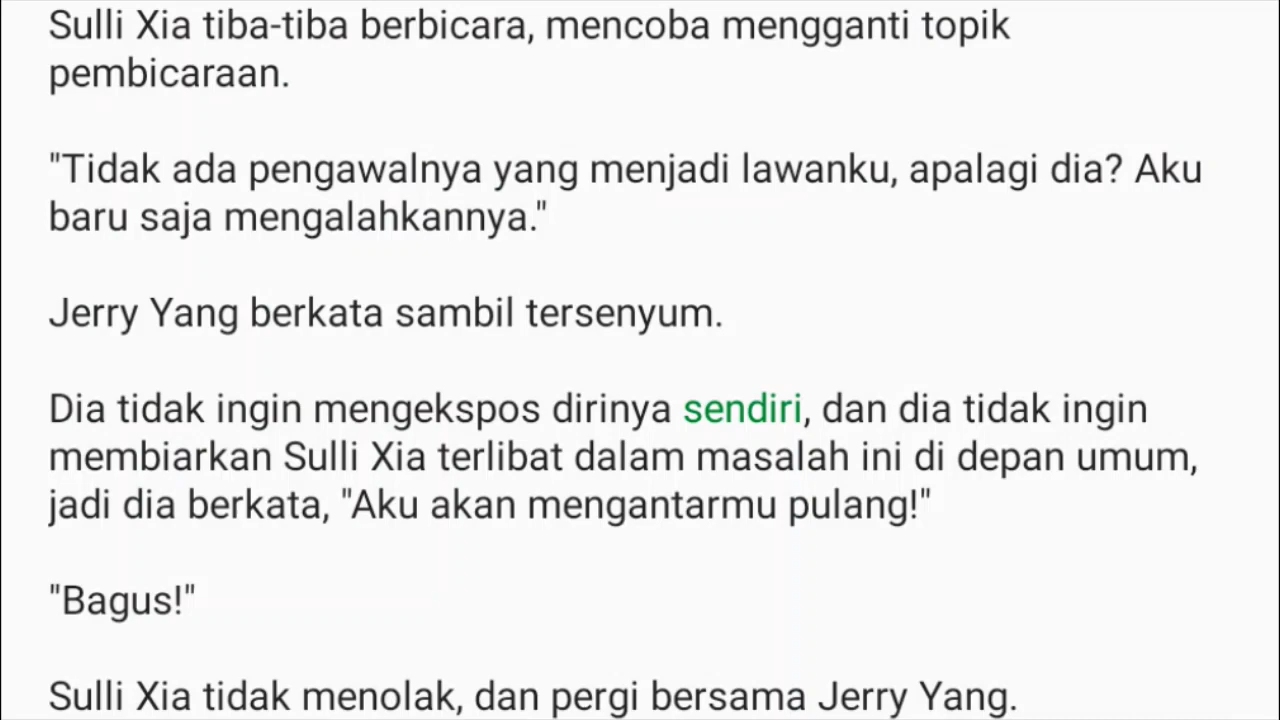 Sulli Xia tiba-tiba berbicara, mencoba mengganti topik
pembicaraan.
"Tidak ada pengawalnya yang menjadi lawanku, apalagi dia? Aku
baru saja mengalahkannya."
Jerry Yang berkata sambil tersenyum.
Dia tidak ingin mengekspos dirinya sendiri, dan dia tidak ingin
membiarkan Sulli Xia terlibat dalam masalah ini di depan umum,
jadi dia berkata, "Aku akan mengantarmu pulang!"
"Bagus!"
Sulli Xia tidak menolak, dan pergi bersama Jerry Yang.